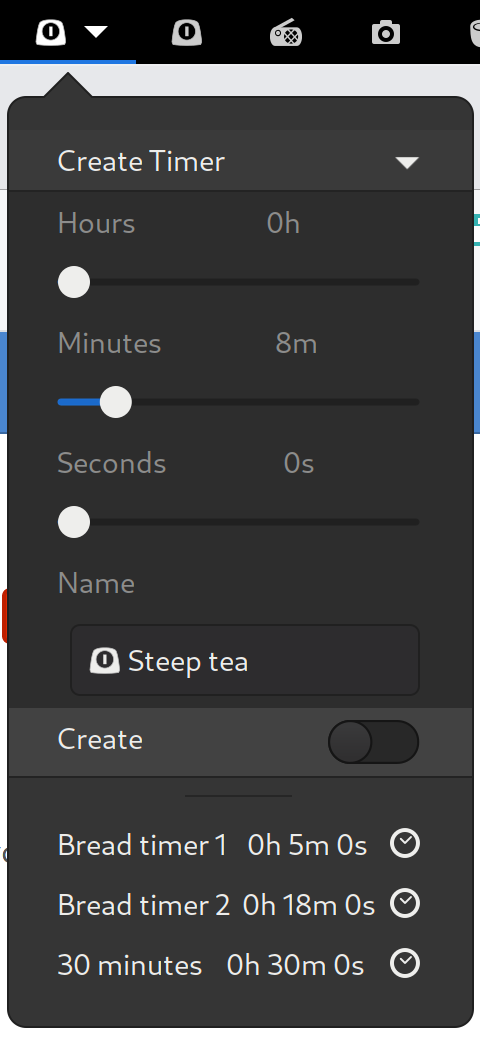 Create Timer
Hours 0h
Minutes 8m
Seconds 0s
Name
Steep tea
Create
Bread timer 1 0h 5m 0s
Bread timer 2 0h 18m 0s
30 minutes 0h 30m 0s